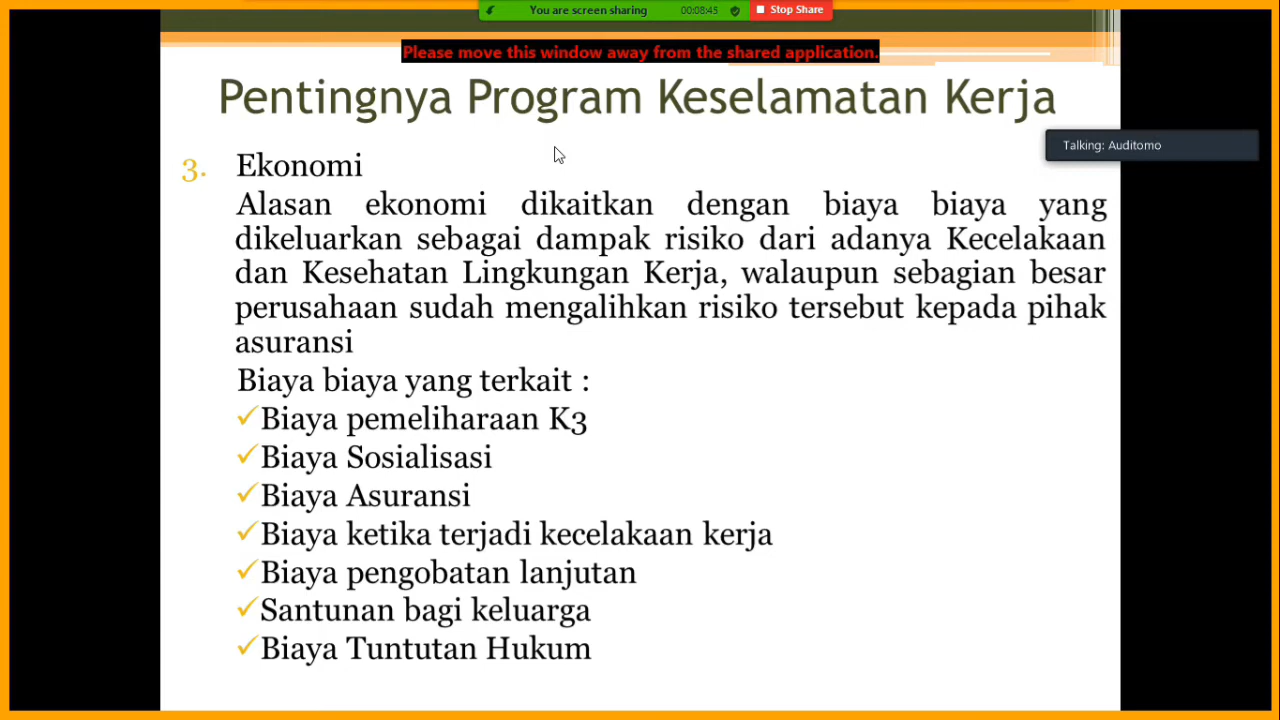 You are screen sharing 00:08:45 Stop Share
Please move this window away from the shared application.
Pentingnya Program Keselamatan Kerja
Talking: Auditomo
3. Ekonomi
Alasan ekonomi dikaitkan dengan biaya biaya yang
dikeluarkan sebagai dampak risiko dari adanya Kecelakaan
dan Kesehatan Lingkungan Kerja, walaupun sebagian besar
perusahaan sudah mengalihkan risiko tersebut kepada pihak
asuransi
Biaya biaya yang terkait :
✓Biaya pemeliharaan K3
✓Biaya Sosialisasi
✓Biaya Asuransi
✓Biaya ketika terjadi kecelakaan kerja
✓Biaya pengobatan lanjutan
✓Santunan bagi keluarga
✓Biaya Tuntutan Hukum